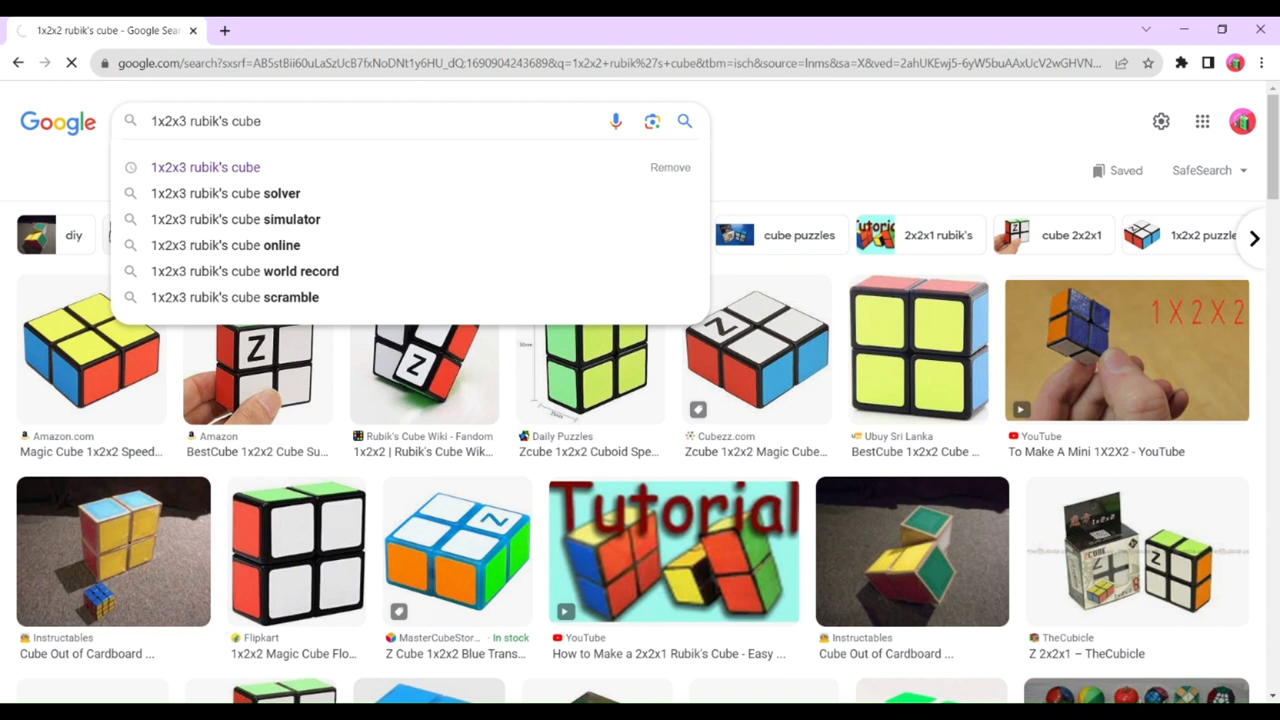 1x2x2 rubik's cube - Google Sear
google.com/search?sxsrf=AB5stBii60uLaSzUcB7fxNoDNt1y6HU_dQ:1690904243689&q=1x2x2+rubik%27s+cube&tbm=isch&source=lnms&sa=X&ved=2ahUKEwj5-6yW5buAAxUcV2wGHVN...
Google
1x2x3 rubik's cube
1x2x3 rubik's cube
Remove
1x2x3 rubik's cube solver
1x2x3 rubik's cube simulator
1x2x3 rubik's cube online
1x2x3 rubik's cube world record
1x2x3 rubik's cube scramble
Saved
SafeSearch
diy
cube puzzles
2x2x1 rubik's
cube 2x2x1
1x2x2 puzzle
Z
Z
Z
1X2X2
Amazon.com
Magic Cube 1x2x2 Speed...
Amazon
BestCube 1x2x2 Cube Su...
Rubik's Cube Wiki - Fandom
1x2x2 | Rubik's Cube Wik...
Daily Puzzles
Zcube 1x2x2 Cuboid Spe...
Cubezz.com
Zcube 1x2x2 Magic Cube...
Ubuy Sri Lanka
BestCube 1x2x2 Cube ...
YouTube
To Make A Mini 1X2X2 - YouTube
Z
Tutorial
1x2x2
Z
Instructables
Cube Out of Cardboard ...
Flipkart
1x2x2 Magic Cube Flo...
MasterCubeStor... · In stock
Z Cube 1x2x2 Blue Trans...
YouTube
How to Make a 2x2x1 Rubik's Cube - Easy ...
Instructables
Cube Out of Cardboard ...
TheCubicle
Z 2x2x1 – TheCubicle